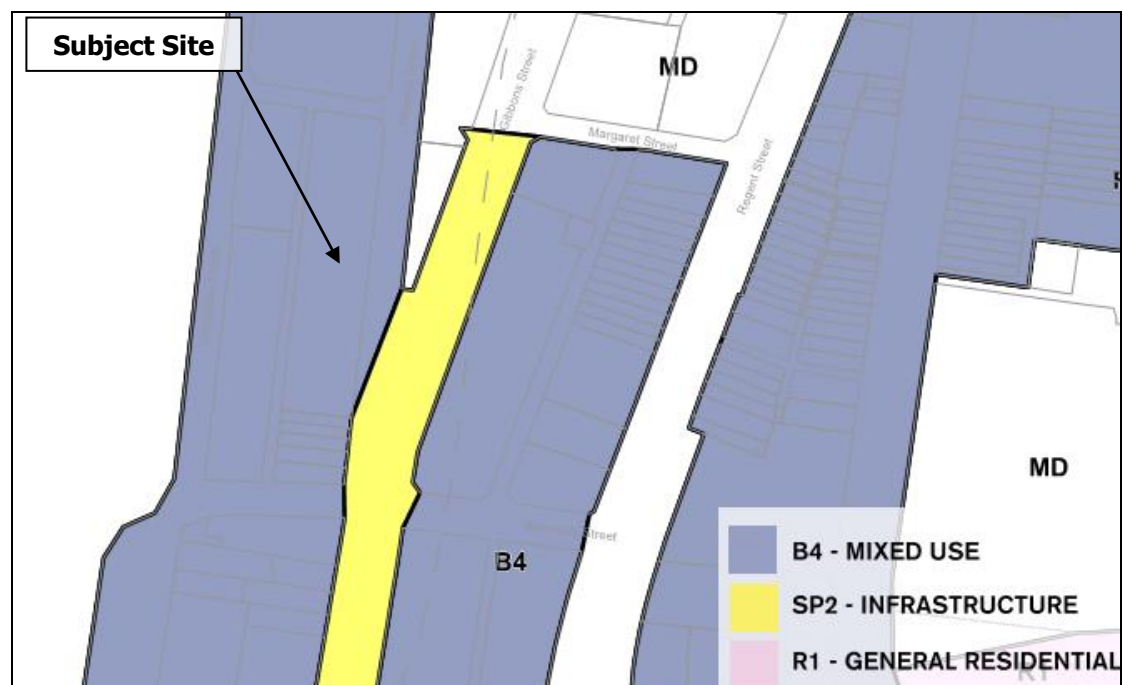 Subject Site
MD
Gibbons Street
Margaret Street
Regent Street
MD
Street
B4
B4 - MIXED USE
SP2 - INFRASTRUCTURE
R1 - GENERAL RESIDENTIAL
R1